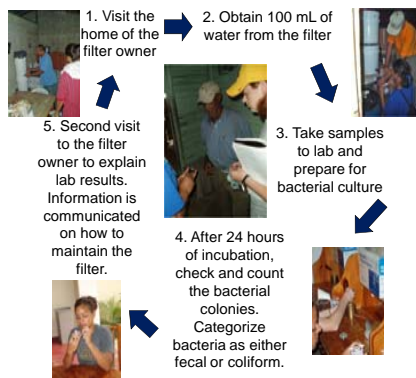 1. Visit the
home of the
filter owner
2. Obtain 100 mL of
water from the filter
3. Take samples
to lab and
prepare for
bacterial culture
4. After 24 hours
of incubation,
check and count
the bacterial
colonies.
Categorize
bacteria as either
fecal or coliform.
5. Second visit
to the filter
owner to explain
lab results.
Information is
communicated
on how to
maintain the
filter.